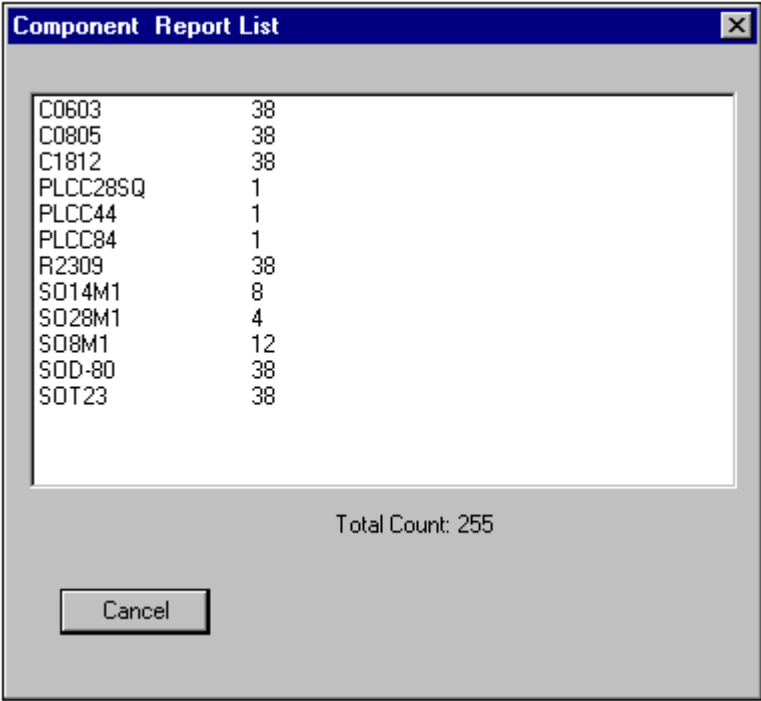 Component Report List
C0603 38
C0805 38
C1812 38
PLCC28SQ 1
PLCC44 1
PLCC84 1
R2309 38
SO14M1 8
SO28M1 4
SO8M1 12
SOD-80 38
SOT23 38
Total Count: 255
Cancel